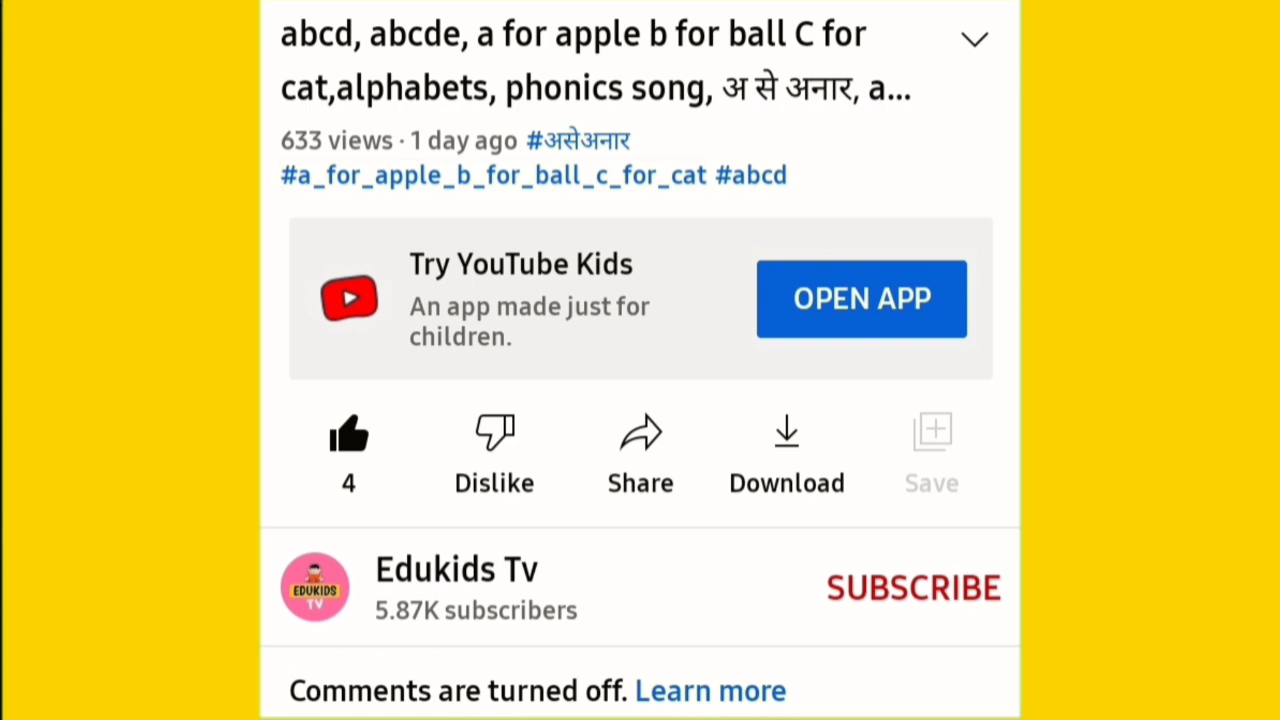 abcd, abcde, a for apple b for ball C for
cat,alphabets, phonics song, अ से अनार, a...
633 views · 1 day ago #असेअनार
#a_for_apple_b_for_ball_c_for_cat #abcd
Try YouTube Kids
An app made just for
children.
OPEN APP
4
Dislike
Share
Download
Save
EDUKIDS
TV
Edukids Tv
5.87K subscribers
SUBSCRIBE
Comments are turned off. Learn more